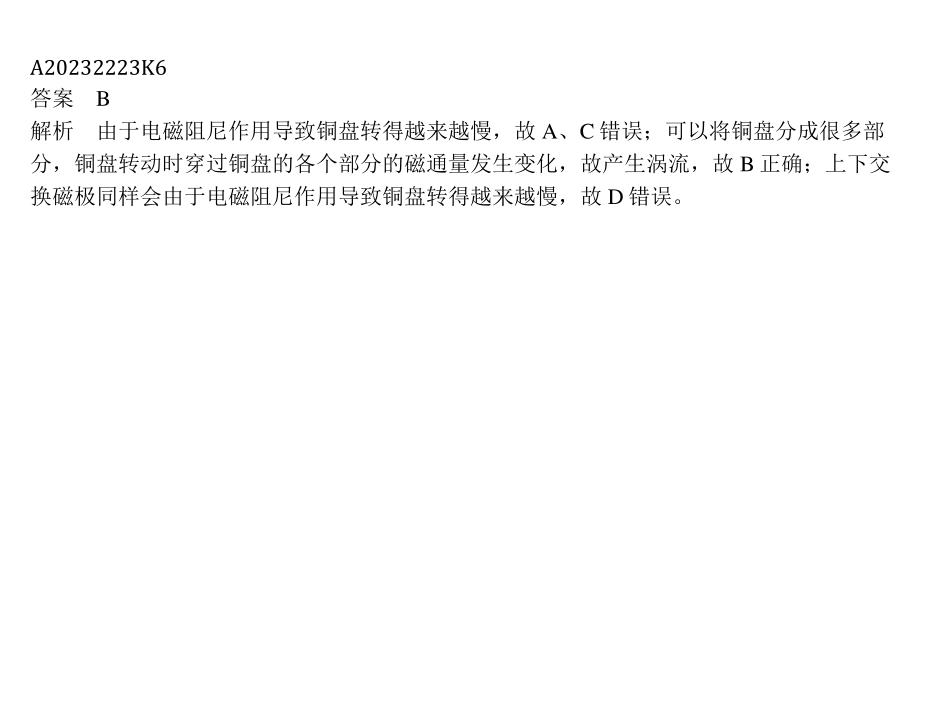 A20232223K6
答案　B
解析　由于电磁阻尼作用导致铜盘转得越来越慢，故 A、C 错误；可以将铜盘分成很多部
分，铜盘转动时穿过铜盘的各个部分的磁通量发生变化，故产生涡流，故 B 正确；上下交
换磁极同样会由于电磁阻尼作用导致铜盘转得越来越慢，故 D 错误。